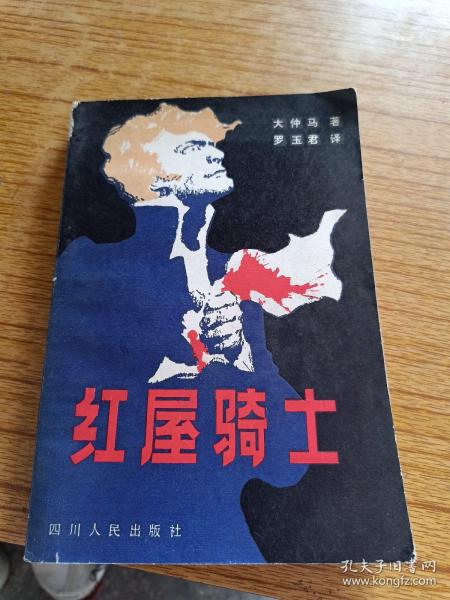 大仲马 著
罗玉君 译
红屋骑士
四川人民出版社
孔夫子旧书网
www.kongfz.com